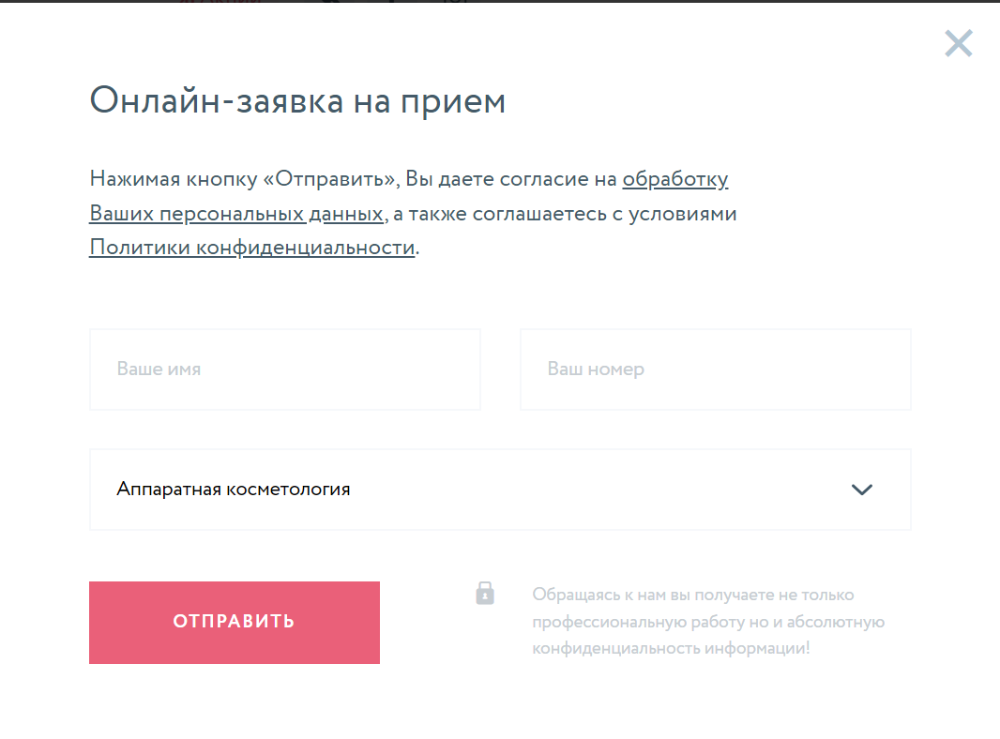 Онлайн-заявка на прием
Нажимая кнопку «Отправить», Вы даете согласие на обработку
Ваших персональных данных, а также соглашаетесь с условиями
Политики конфиденциальности.
Ваше имя
Ваш номер
Аппаратная косметология
ОТПРАВИТЬ
Обращаясь к нам вы получаете не только
профессиональную работу но и абсолютную
конфиденциальность информации!